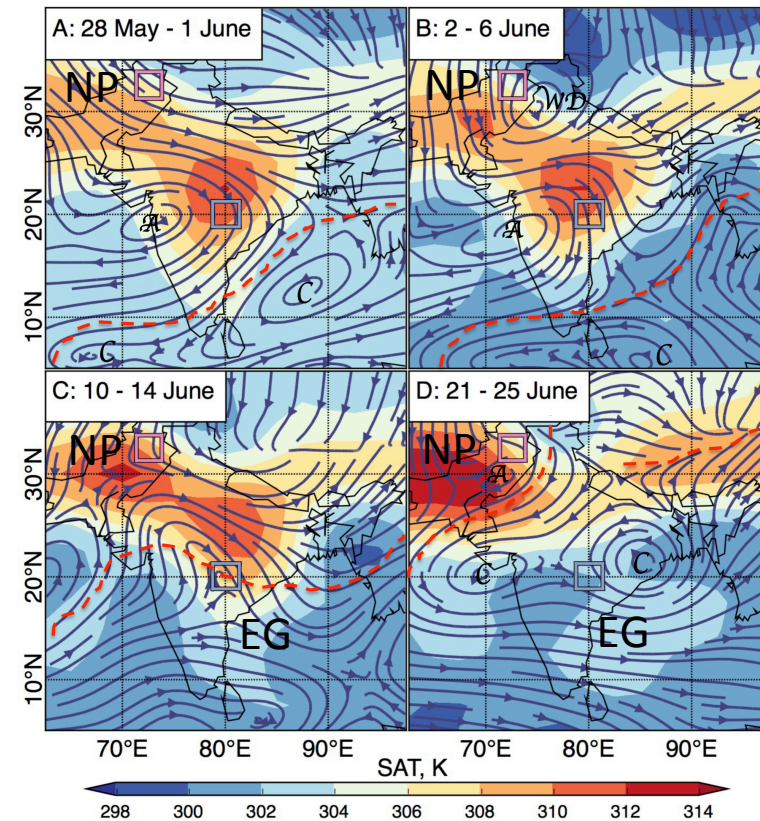 A: 28 May - 1 June
B: 2 - 6 June
NP
NP
WD
30°N
20°N
A
A
10°N
C
C
C
C: 10 - 14 June
D: 21 - 25 June
NP
NP
30°N
A
20°N
C
C
EG
EG
10°N
70°E
80°E
90°E
70°E
80°E
90°E
SAT, K
298
300
302
304
306
308
310
312
314